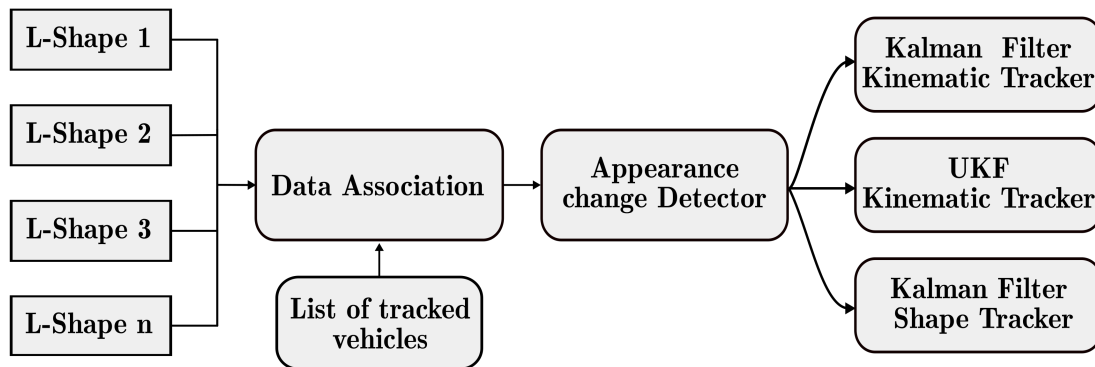 L-Shape 1
L-Shape 2
L-Shape 3
L-Shape n
Data Association
List of tracked
vehicles
Appearance
change Detector
Kalman Filter
Kinematic Tracker
UKF
Kinematic Tracker
Kalman Filter
Shape Tracker